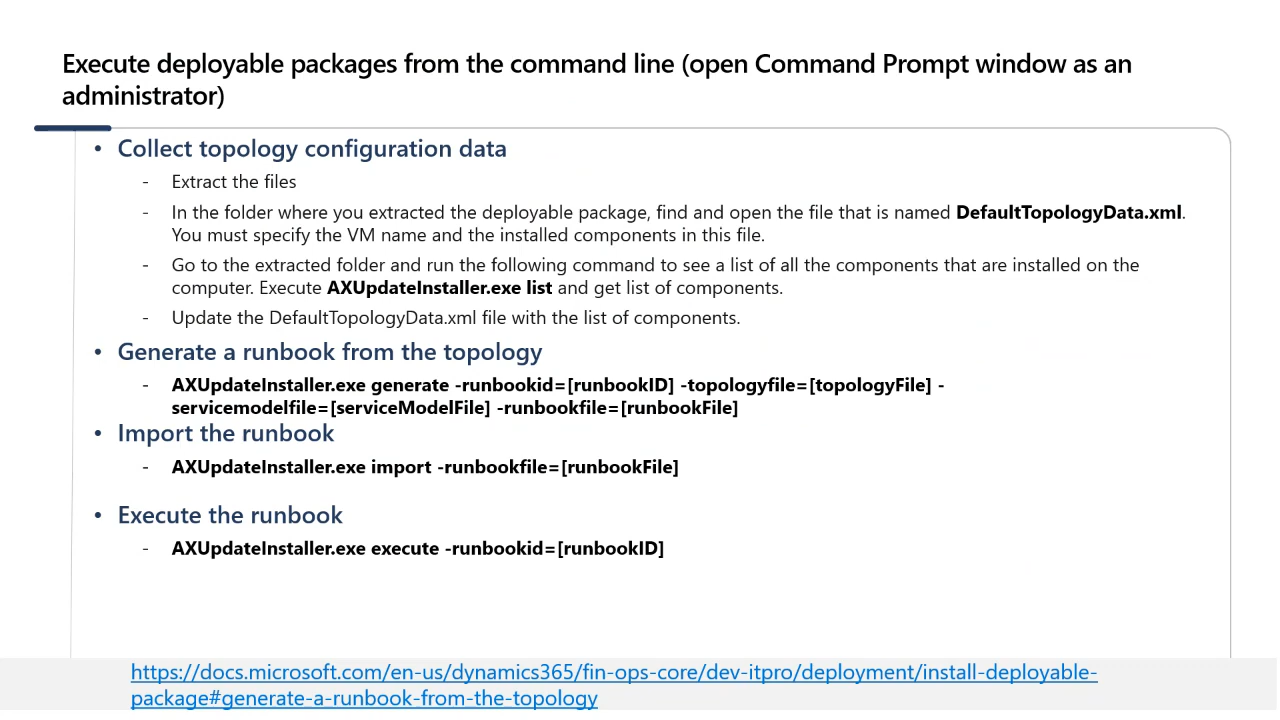 Execute deployable packages from the command line (open Command Prompt window as an
administrator)
• Collect topology configuration data
- Extract the files
- In the folder where you extracted the deployable package, find and open the file that is named DefaultTopologyData.xml.
You must specify the VM name and the installed components in this file.
- Go to the extracted folder and run the following command to see a list of all the components that are installed on the
computer. Execute AXUpdateInstaller.exe list and get list of components.
- Update the DefaultTopologyData.xml file with the list of components.
• Generate a runbook from the topology
- AXUpdateInstaller.exe generate -runbookid=[runbookID] -topologyfile=[topologyFile] -
servicemodelfile=[serviceModelFile] -runbookfile=[runbookFile]
• Import the runbook
- AXUpdateInstaller.exe import -runbookfile=[runbookFile]
• Execute the runbook
- AXUpdateInstaller.exe execute -runbookid=[runbookID]
https://docs.microsoft.com/en-us/dynamics365/fin-ops-core/dev-itpro/deployment/install-deployable-
package#generate-a-runbook-from-the-topology